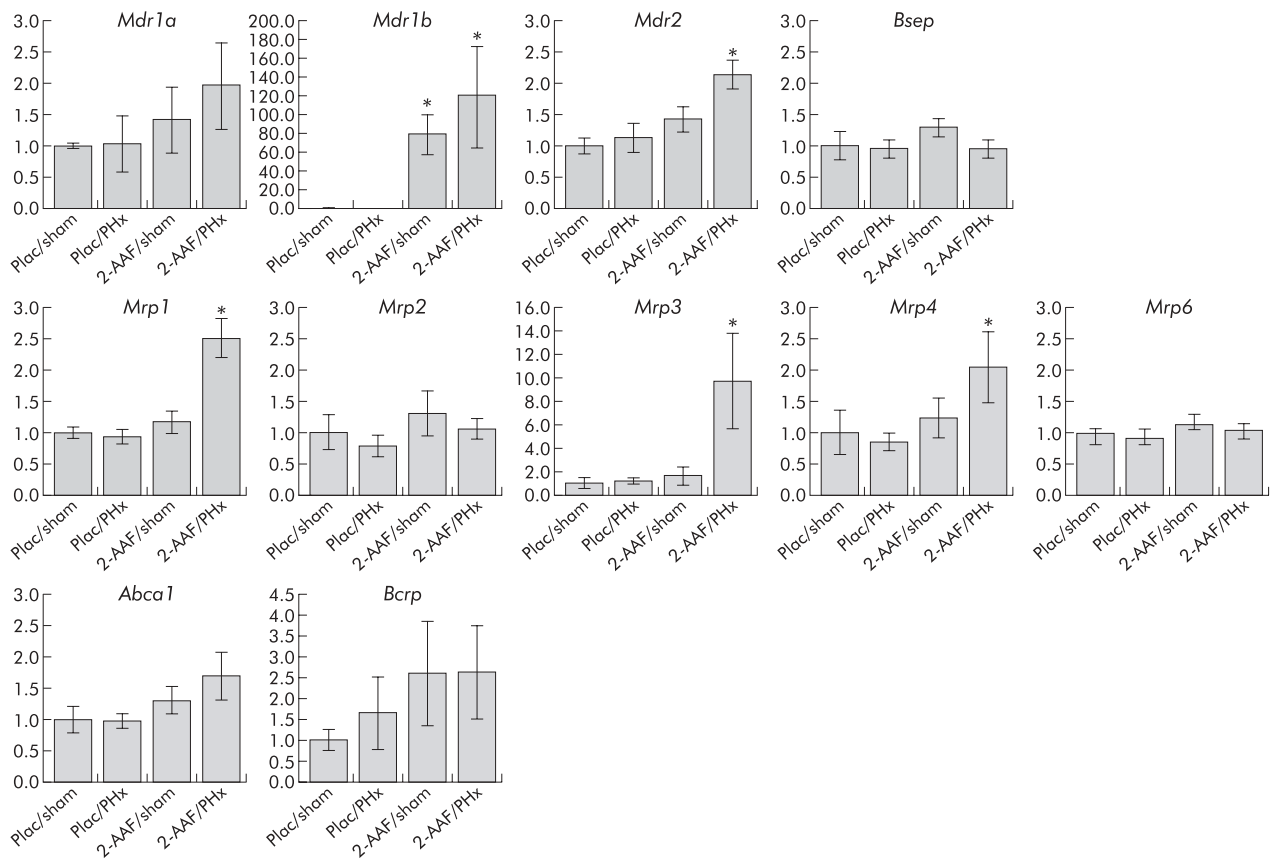 Mdr1a
3.0
2.5
2.0
1.5
1.0
0.5
0.0
Plac/sham
Plac/PHx
2-AAF/sham
2-AAF/PHx
Mdr1b
200.0
180.0
160.0
140.0
120.0
100.0
80.0
60.0
40.0
20.0
0.0
*
*
Plac/sham
Plac/PHx
2-AAF/sham
2-AAF/PHx
Mdr2
3.0
2.5
2.0
1.5
1.0
0.5
0.0
*
Plac/sham
Plac/PHx
2-AAF/sham
2-AAF/PHx
Bsep
3.0
2.5
2.0
1.5
1.0
0.5
0.0
Plac/sham
Plac/PHx
2-AAF/sham
2-AAF/PHx
Mrp1
3.0
2.5
2.0
1.5
1.0
0.5
0.0
*
Plac/sham
Plac/PHx
2-AAF/sham
2-AAF/PHx
Mrp2
3.0
2.5
2.0
1.5
1.0
0.5
0.0
Plac/sham
Plac/PHx
2-AAF/sham
2-AAF/PHx
Mrp3
16.0
14.0
12.0
10.0
8.0
6.0
4.0
2.0
0.0
*
Plac/sham
Plac/PHx
2-AAF/sham
2-AAF/PHx
Mrp4
3.0
2.5
2.0
1.5
1.0
0.5
0.0
*
Plac/sham
Plac/PHx
2-AAF/sham
2-AAF/PHx
Mrp6
3.0
2.5
2.0
1.5
1.0
0.5
0.0
Plac/sham
Plac/PHx
2-AAF/sham
2-AAF/PHx
Abca1
3.0
2.5
2.0
1.5
1.0
0.5
0.0
Plac/sham
Plac/PHx
2-AAF/sham
2-AAF/PHx
Bcrp
4.5
4.0
3.5
3.0
2.5
2.0
1.5
1.0
0.5
0.0
Plac/sham
Plac/PHx
2-AAF/sham
2-AAF/PHx